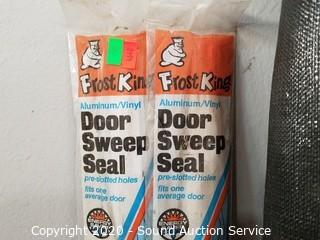 Frost King
Aluminum/Vinyl
Door
Sweep
Seal
pre-slotted holes
fits one
average door
Frost King
Aluminum/Vinyl
Door
Sweep
Seal
pre-slotted holes
fits one
average door
Copyright 2020 - Sound Auction Service